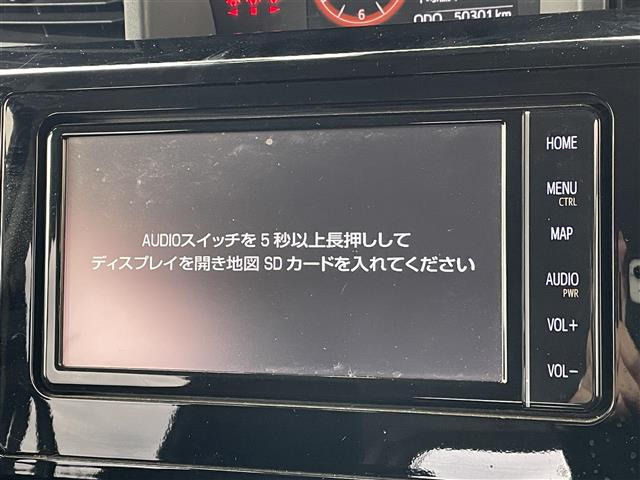 6
ODO 50301km
AUDIOスイッチを5秒以上長押しして
ディスプレイを開き地図SDカードを入れてください
HOME
MENU
CTRL
MAP
AUDIO
PWR
VOL+
VOL-